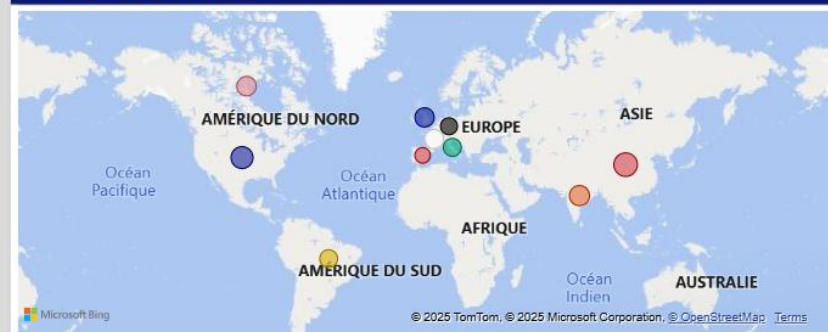 AMÉRIQUE DU NORD
EUROPE
ASIE
Océan
Pacifique
Océan
Atlantique
AFRIQUE
AMÉRIQUE DU SUD
Océan
Indien
AUSTRALIE
Microsoft Bing
© 2025 TomTom, © 2025 Microsoft Corporation, © OpenStreetMap Terms